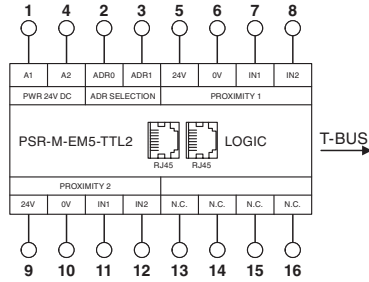 1 4 2 3 5 6 7 8
A1 A2 ADR0 ADR1 24V 0V IN1 IN2
PWR 24V DC ADR SELECTION PROXIMITY 1
PSR-M-EM5-TTL2 LOGIC T-BUS
RJ45 RJ45
PROXIMITY 2
24V 0V IN1 IN2 N.C. N.C. N.C. N.C.
9 10 11 12 13 14 15 16